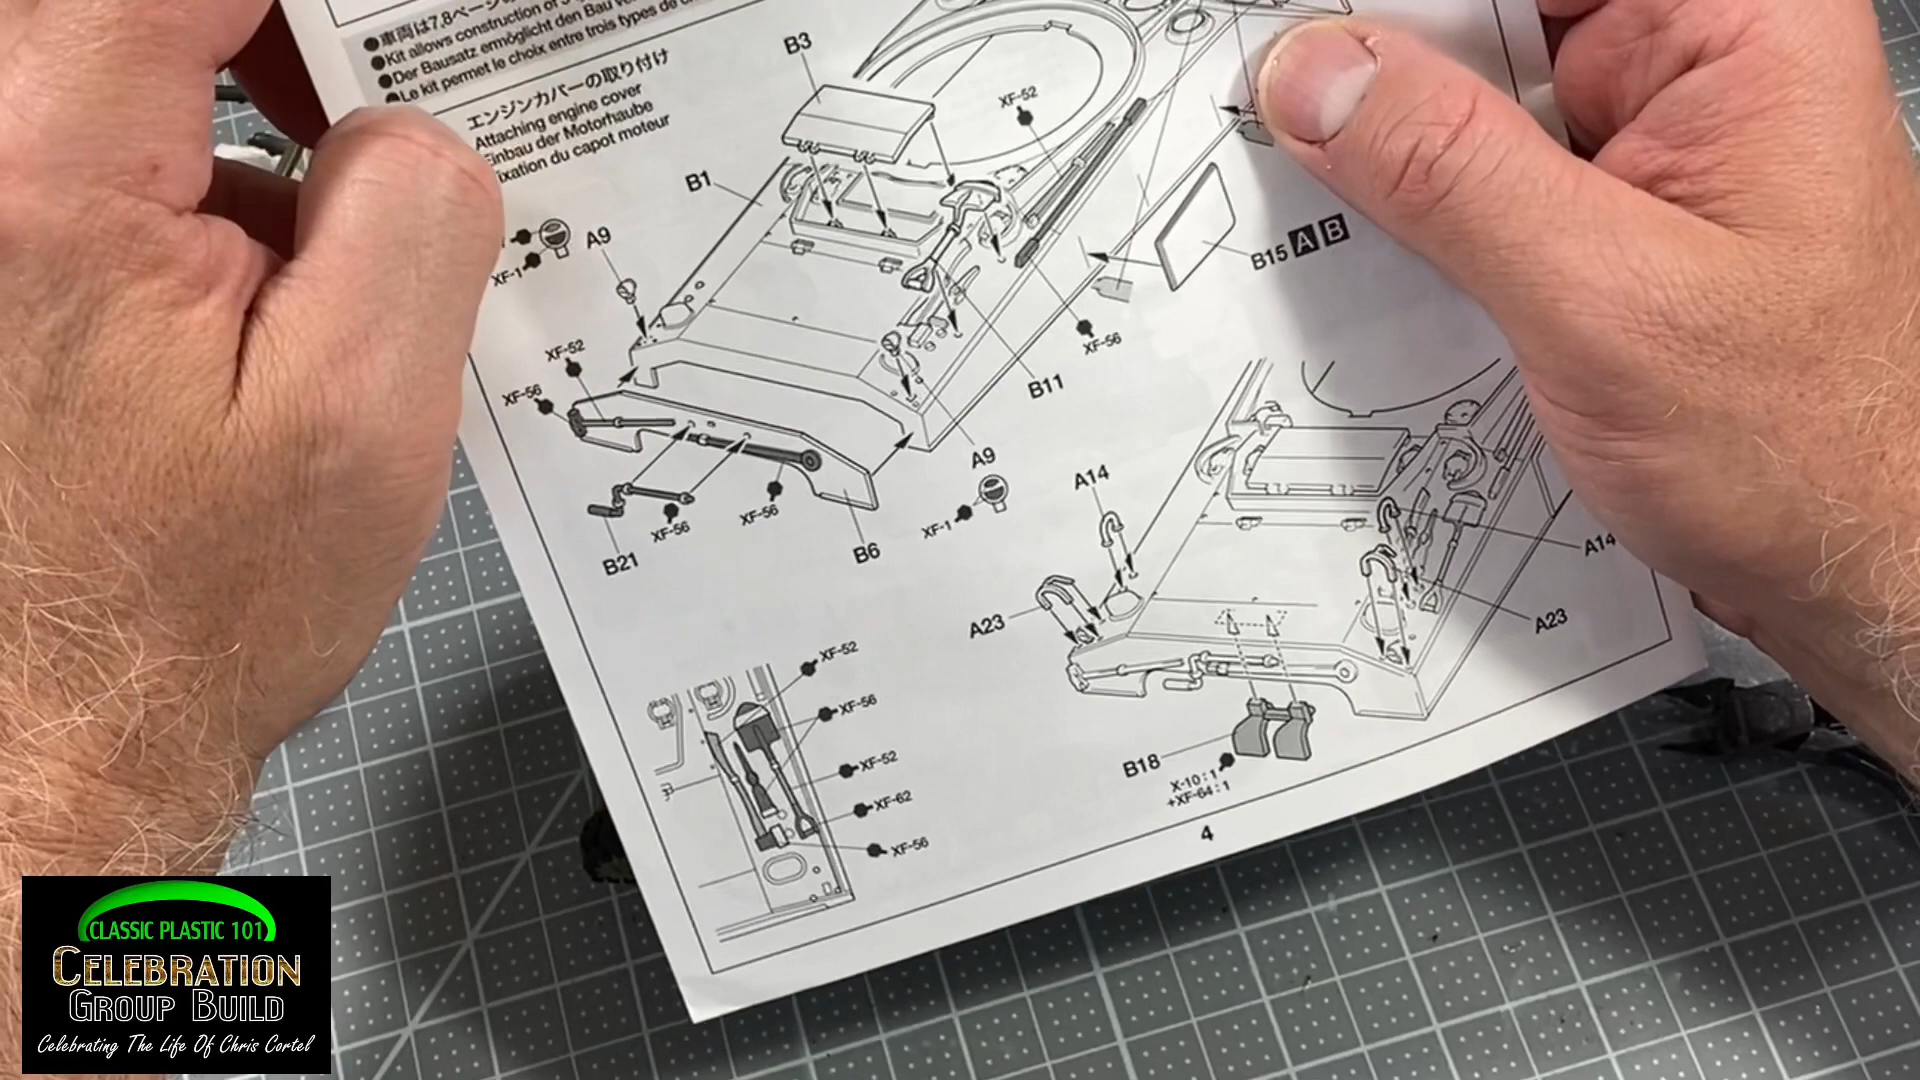 ●車両は7,8ページの
●Kit allows construction of 3
●Der Bausatz ermöglicht den Bau
●Le kit permet le choix entre trois types de
エンジンカバーの取り付け
Attaching engine cover
Einbau der Motorhaube
Fixation du capot moteur
B3
XF-52
B1
A9
XF-1
B15 A B
XF-52
XF-56
XF-56
B11
A9
XF-56
XF-56
B21
B6
XF-1
A14
A14
A23
A23
XF-52
XF-56
XF-52
XF-62
XF-56
B18
X-10:1
+XF-64:1
4
CLASSIC PLASTIC 101
CELEBRATION
GROUP BUILD
Celebrating The Life Of Chris Cortel